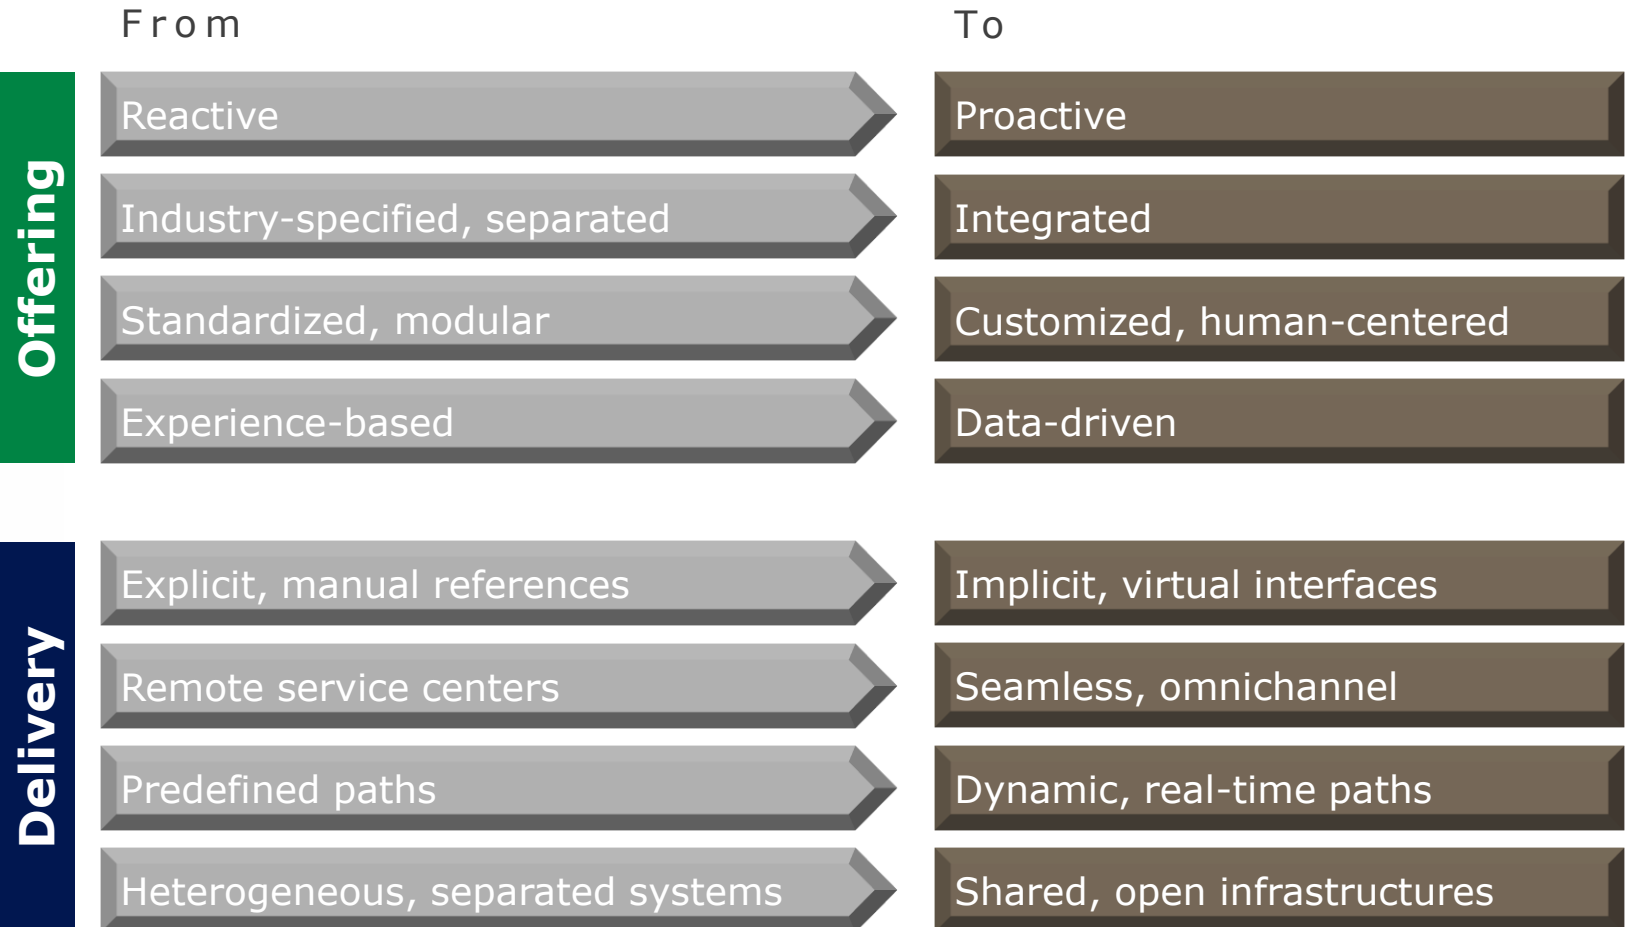 From
To
Offering
Reactive
Proactive
Industry-specified, separated
Integrated
Standardized, modular
Customized, human-centered
Experience-based
Data-driven
Delivery
Explicit, manual references
Implicit, virtual interfaces
Remote service centers
Seamless, omnichannel
Predefined paths
Dynamic, real-time paths
Heterogeneous, separated systems
Shared, open infrastructures